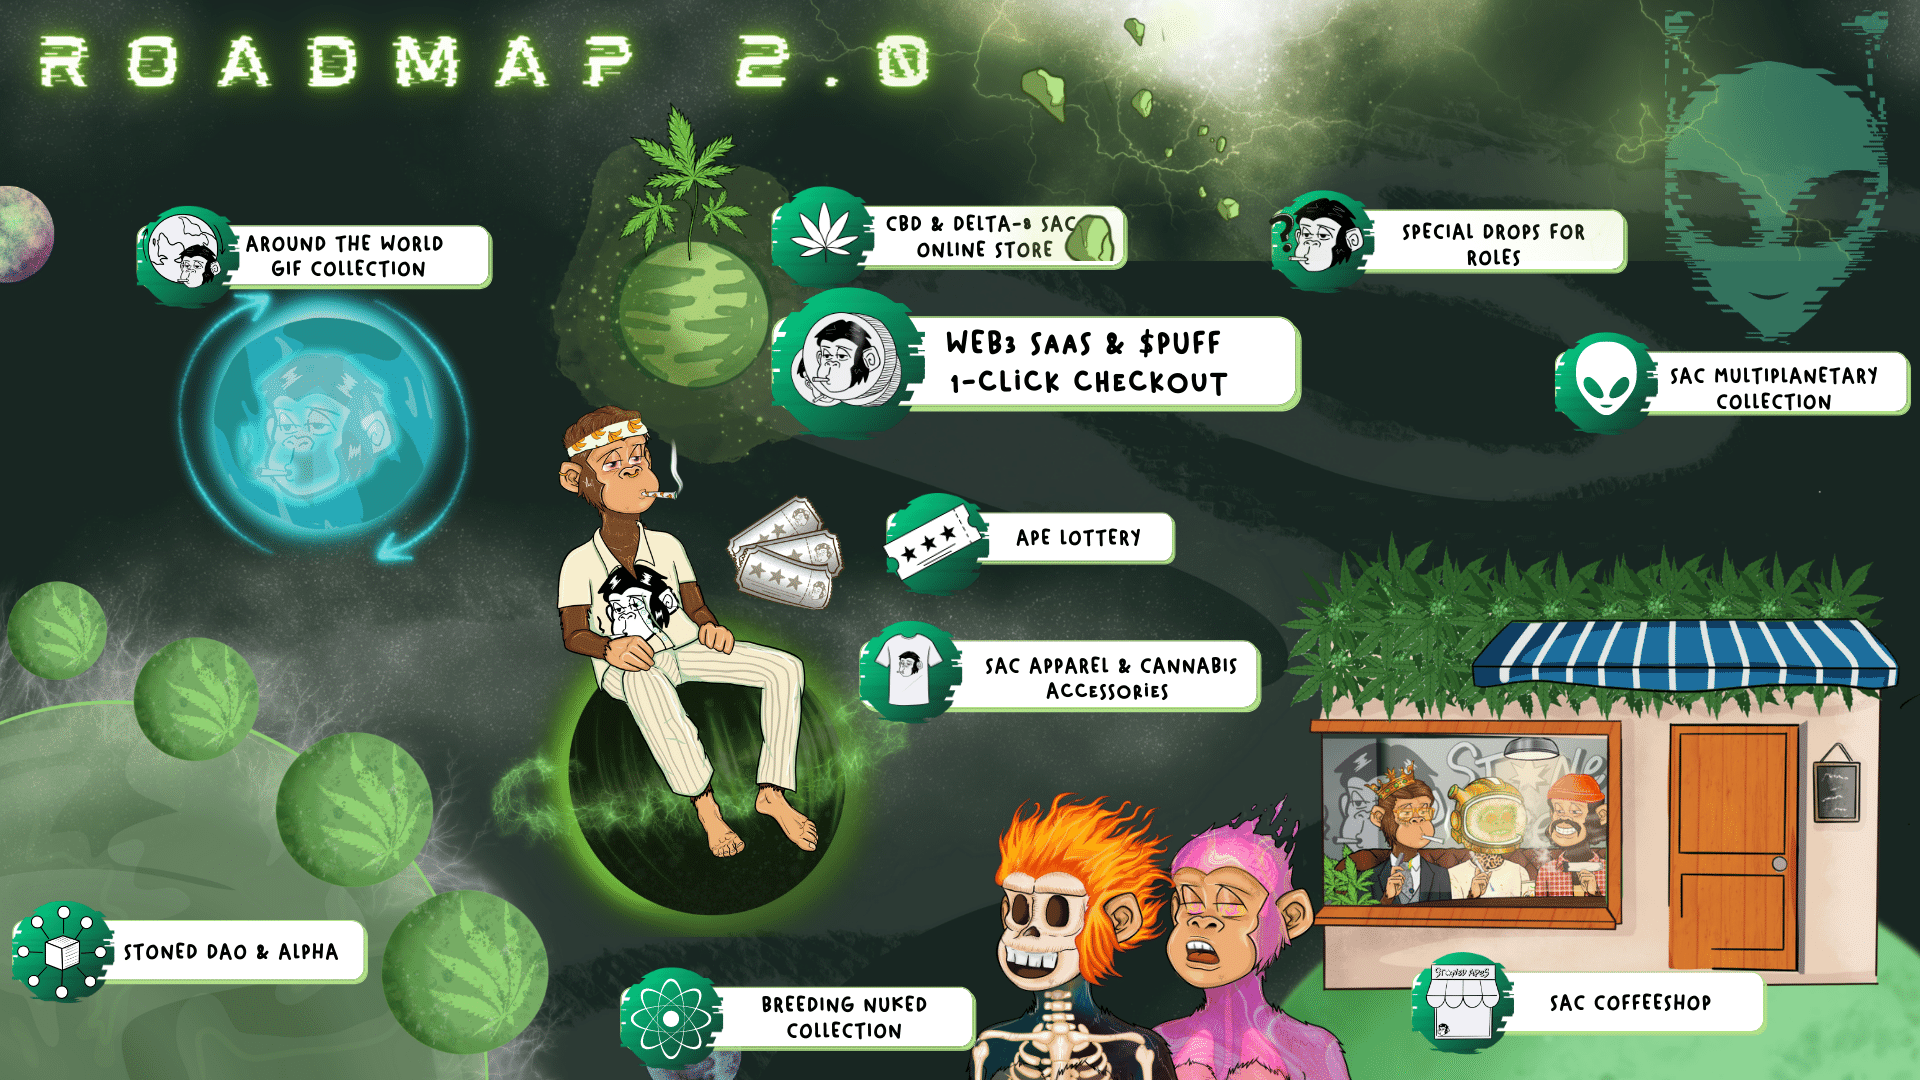 ROADMAP 2.0
AROUND THE WORLD
GIF COLLECTION
CBD & DELTA-8 SAC
ONLINE STORE
SPECIAL DROPS FOR
ROLES
WEB3 SAAS & $PUFF
1-CLICK CHECKOUT
SAC MULTIPLANETARY
COLLECTION
APE LOTTERY
SAC APPAREL & CANNABIS
ACCESSORIES
STONED DAO & ALPHA
BREEDING NUKED
COLLECTION
STONED APES
SAC COFFEESHOP